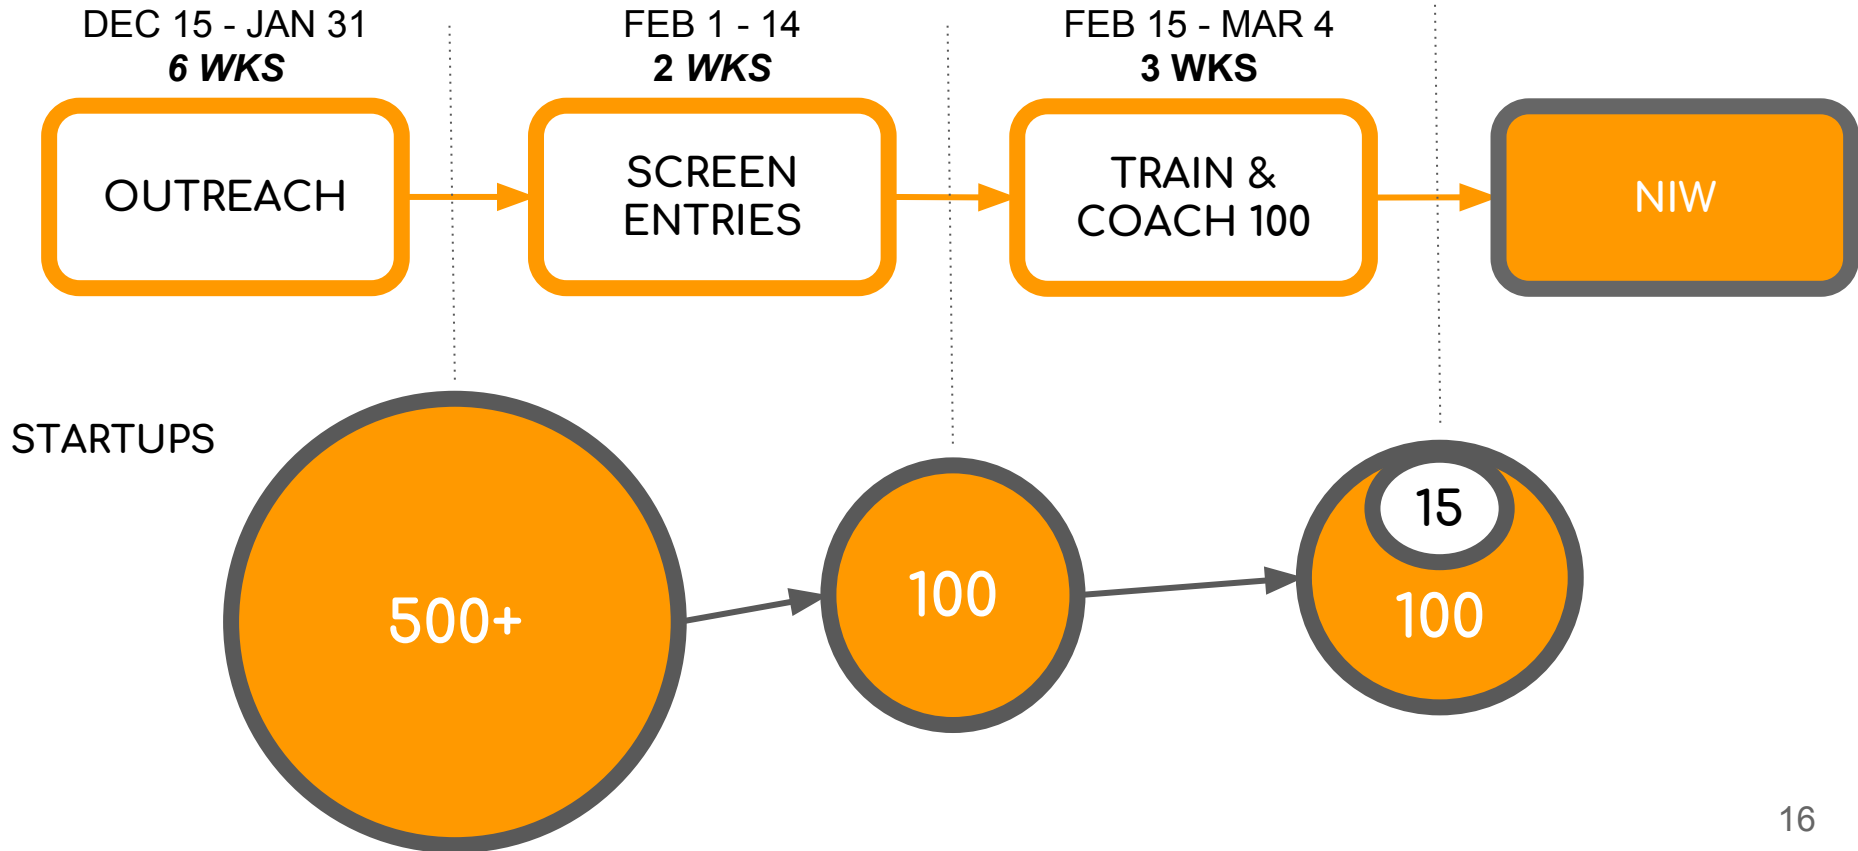 DEC 15 - JAN 31
6 WKS
FEB 1 - 14
2 WKS
FEB 15 - MAR 4
3 WKS
OUTREACH
SCREEN
ENTRIES
TRAIN &
COACH 100
NIW
STARTUPS
500+
100
15
100
16